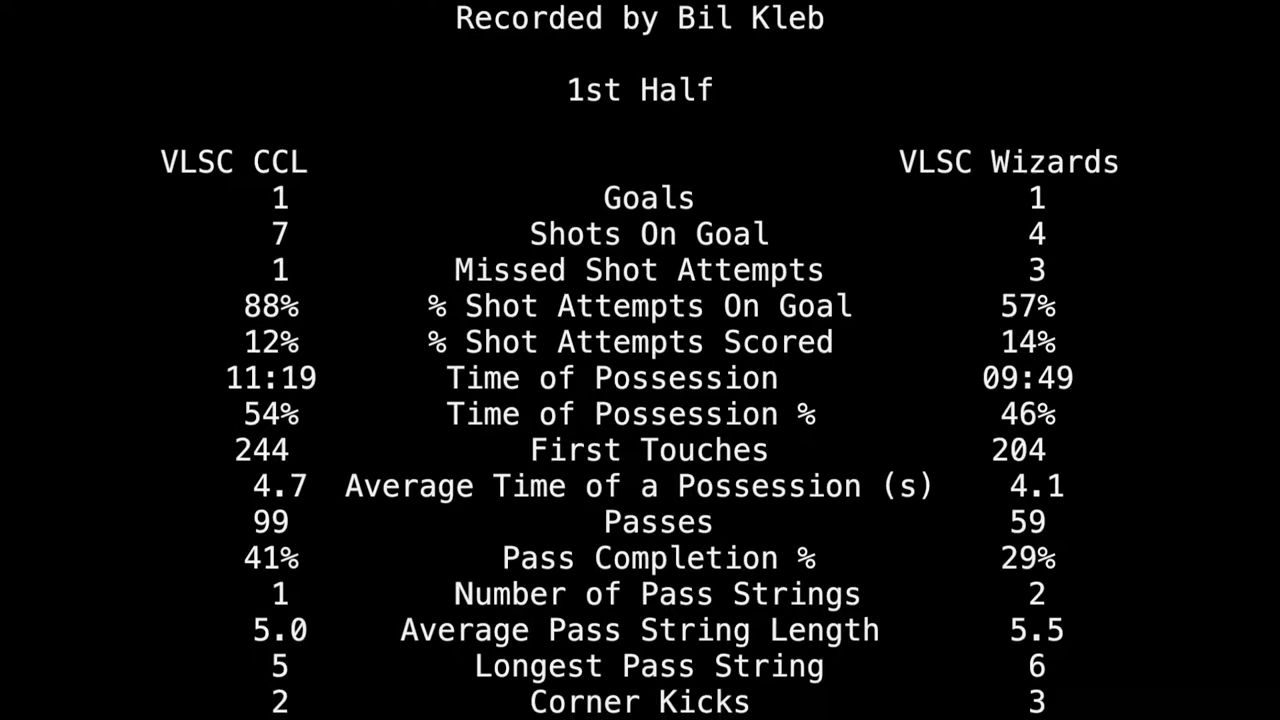 Recorded by Bil Kleb
1st Half
VLSC CCL VLSC Wizards
1 Goals 1
7 Shots On Goal 4
1 Missed Shot Attempts 3
88% % Shot Attempts On Goal 57%
12% % Shot Attempts Scored 14%
11:19 Time of Possession 09:49
54% Time of Possession % 46%
244 First Touches 204
4.7 Average Time of a Possession (s) 4.1
99 Passes 59
41% Pass Completion % 29%
1 Number of Pass Strings 2
5.0 Average Pass String Length 5.5
5 Longest Pass String 6
2 Corner Kicks 3